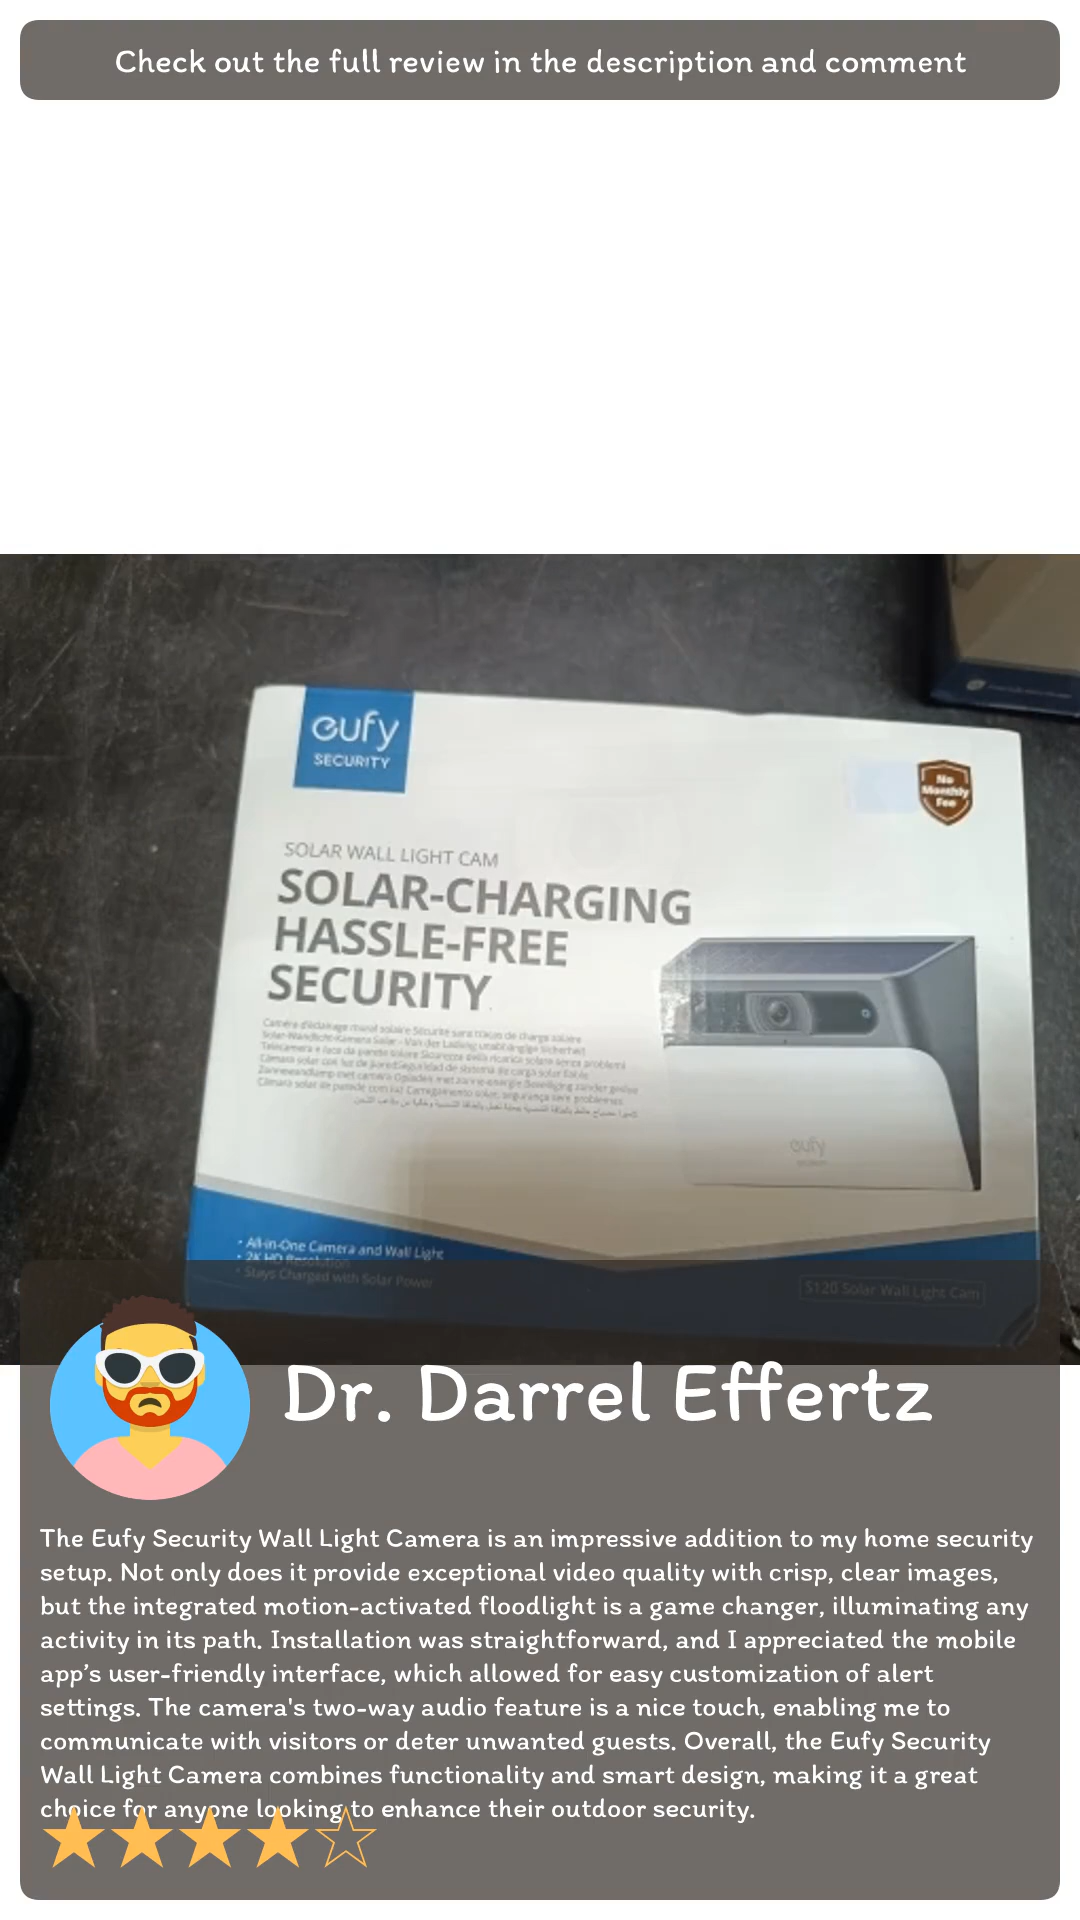 Check out the full review in the description and comment
eufy
SECURITY
No
Monthly
Fee
SOLAR WALL LIGHT CAM
SOLAR-CHARGING
HASSLE-FREE
SECURITY
eufy
• All-in-One Camera and Wall Light
• 2K HD Resolution
• Stays Charged with Solar Power
S120 Solar Wall Light Cam
Dr. Darrel Effertz
The Eufy Security Wall Light Camera is an impressive addition to my home security
setup. Not only does it provide exceptional video quality with crisp, clear images,
but the integrated motion-activated floodlight is a game changer, illuminating any
activity in its path. Installation was straightforward, and I appreciated the mobile
app’s user-friendly interface, which allowed for easy customization of alert
settings. The camera's two-way audio feature is a nice touch, enabling me to
communicate with visitors or deter unwanted guests. Overall, the Eufy Security
Wall Light Camera combines functionality and smart design, making it a great
choice for anyone looking to enhance their outdoor security.